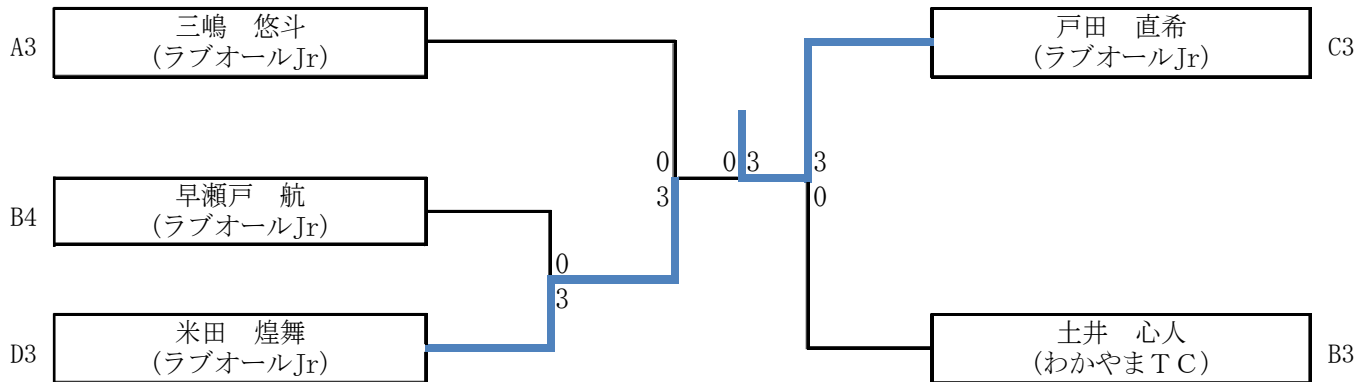 A3
三嶋　悠斗
(ラブオールJr)
戸田　直希
(ラブオールJr)
C3
0
3
0 3
3
0
B4
早瀬戸　航
(ラブオールJr)
0
3
D3
米田　煌舞
(ラブオールJr)
土井　心人
(わかやまＴＣ)
B3